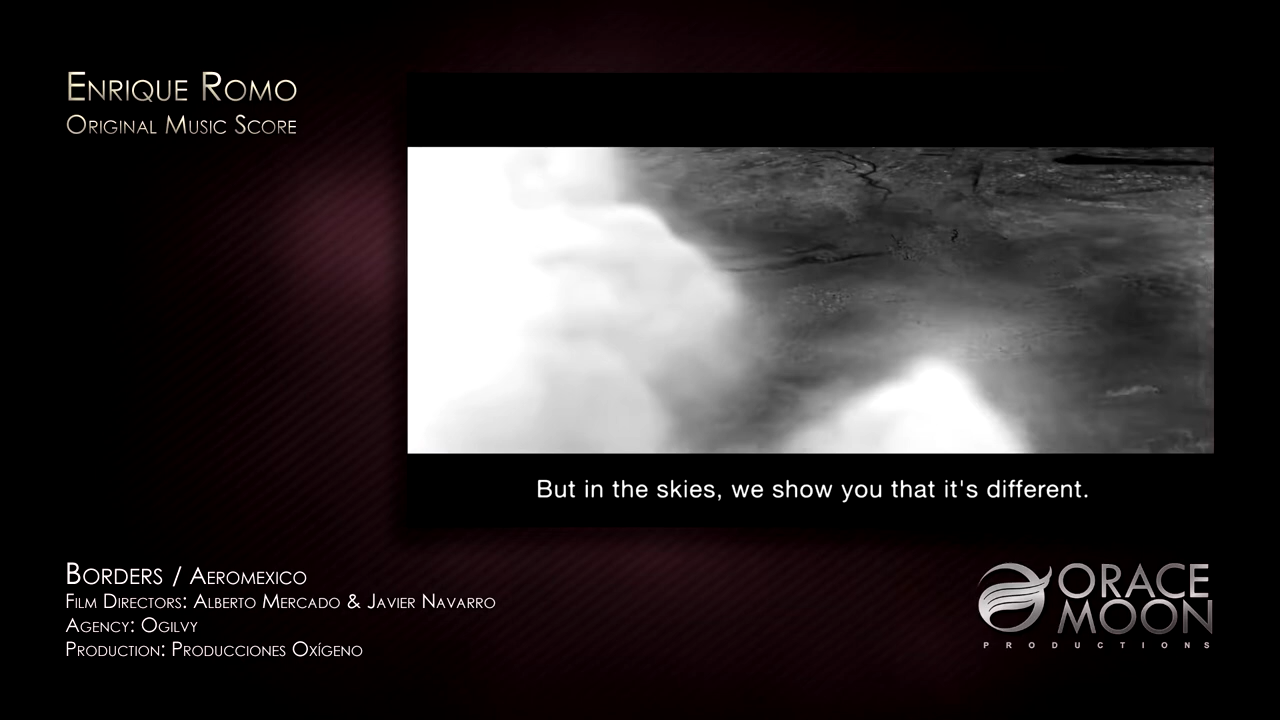 Enrique Romo
Original Music Score
But in the skies, we show you that it's different.
Borders / Aeromexico
Film Directors: Alberto Mercado & Javier Navarro
Agency: Ogilvy
Production: Producciones Oxígeno
ORACE
MOON
PRODUCTIONS